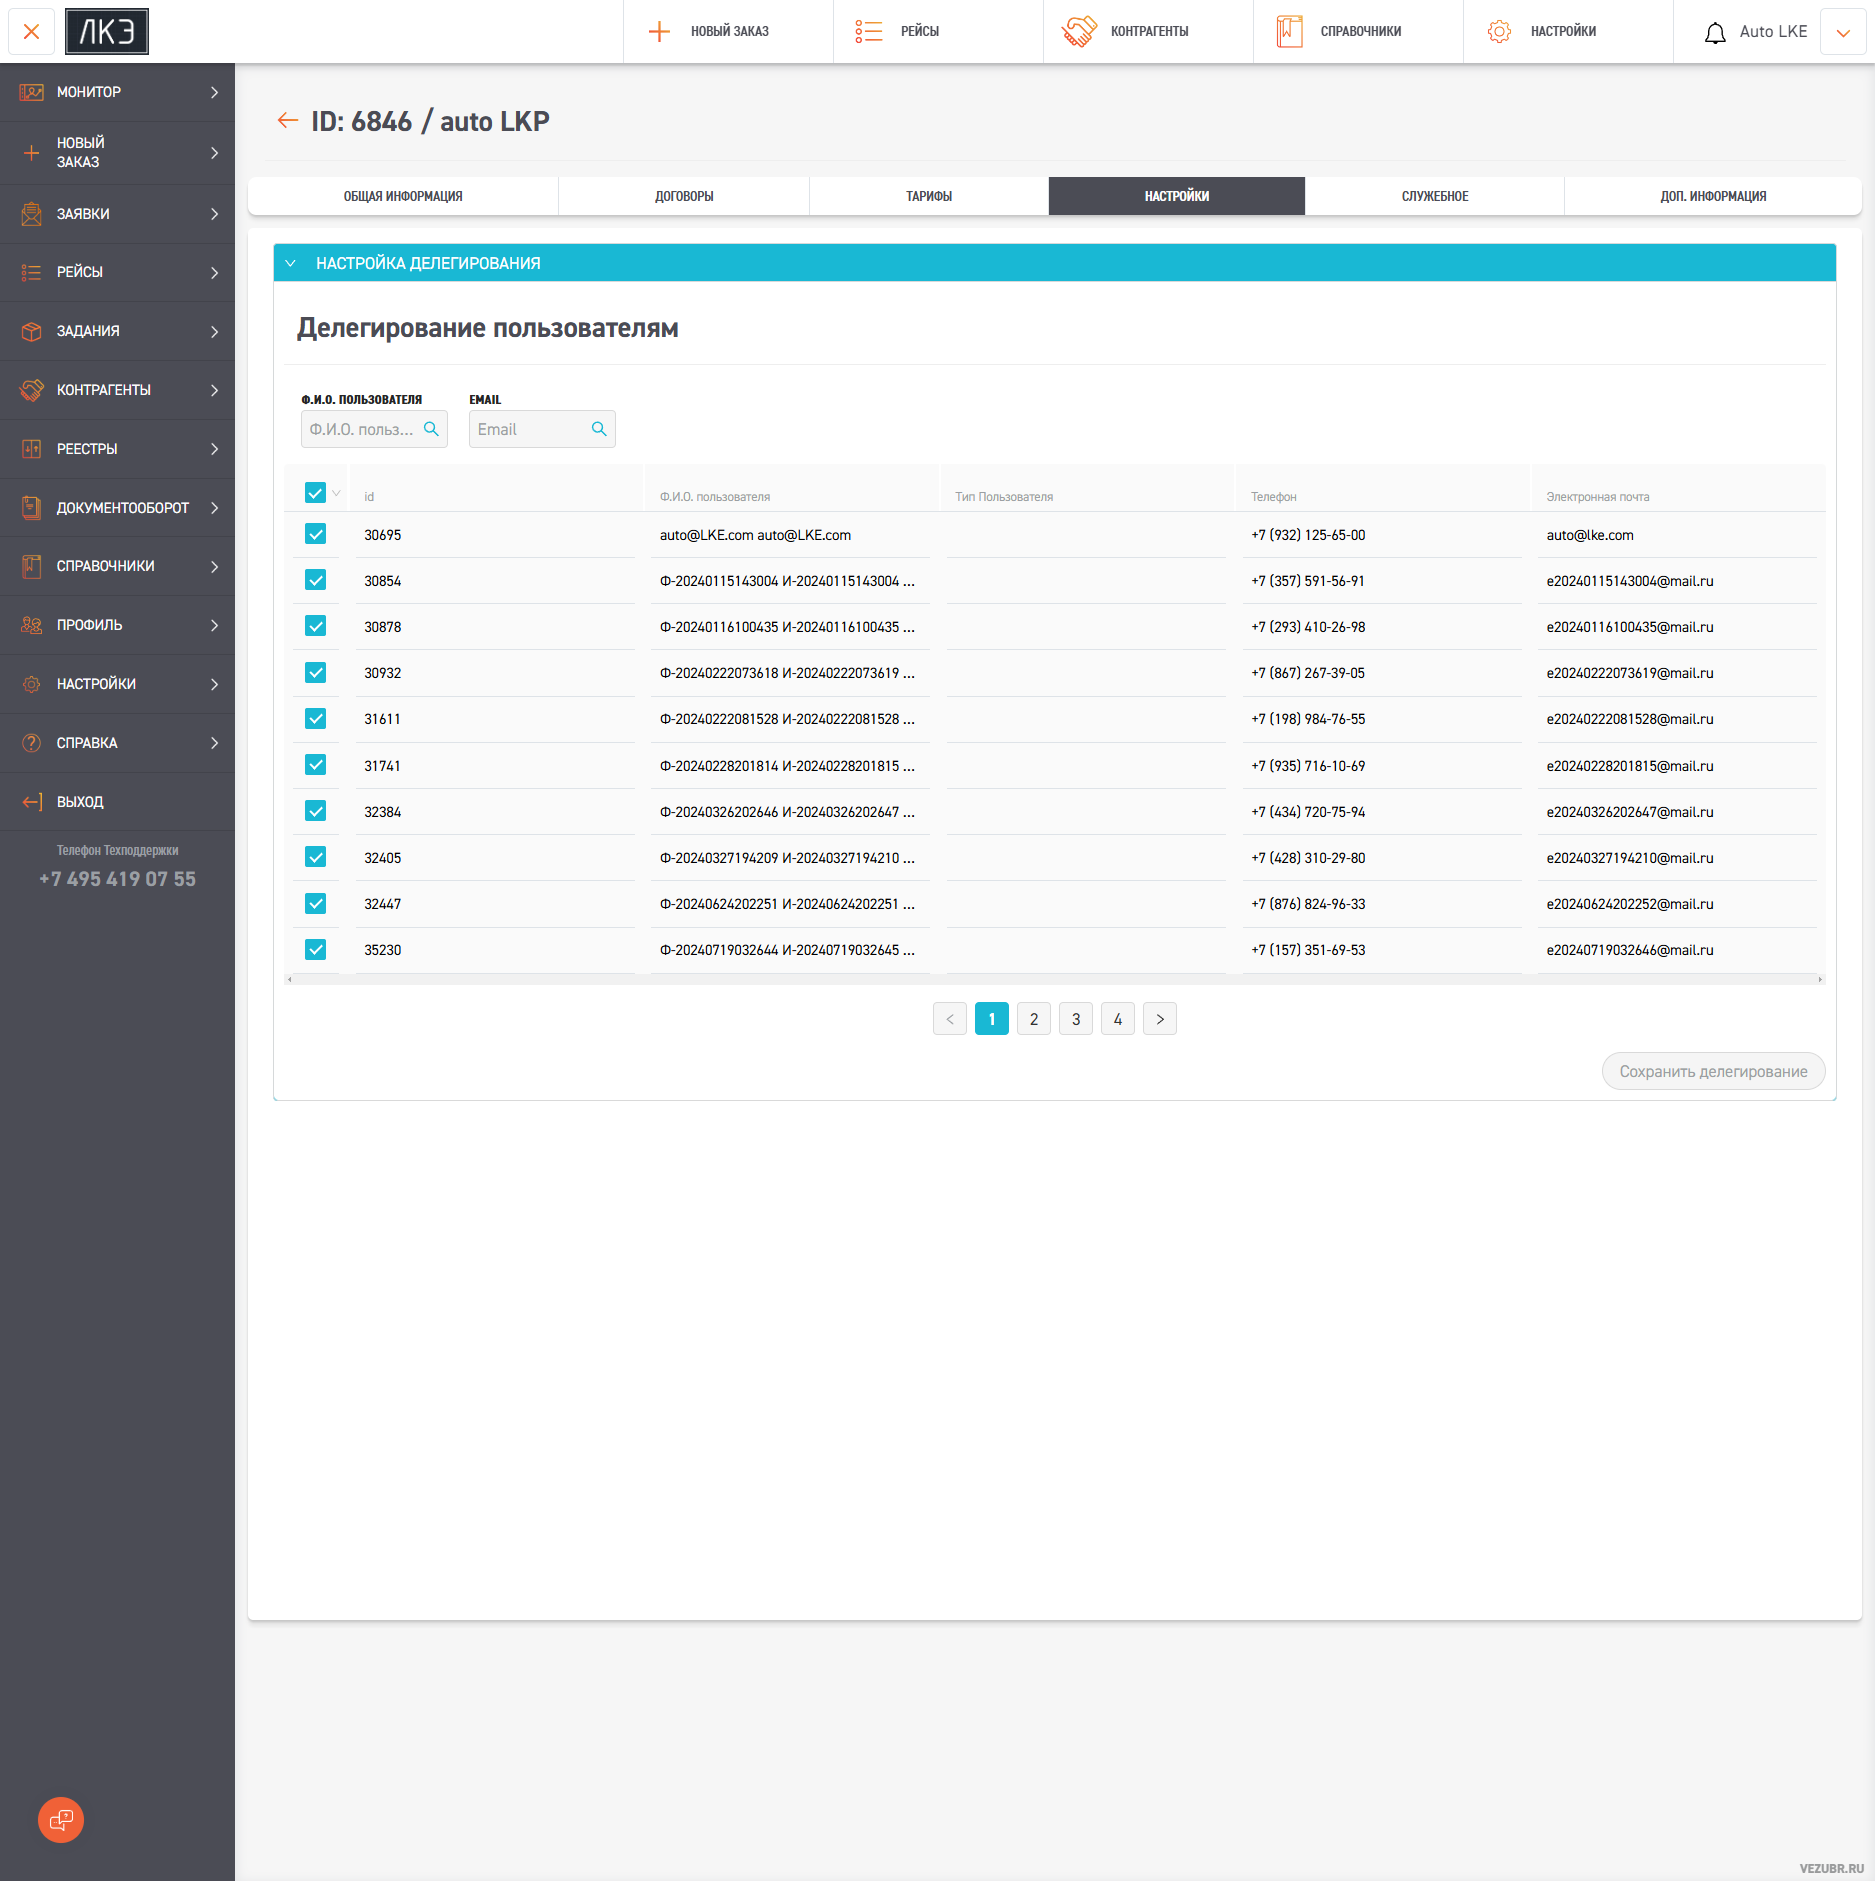 ЛКЭ
НОВЫЙ ЗАКАЗ
РЕЙСЫ
КОНТРАГЕНТЫ
СПРАВОЧНИКИ
НАСТРОЙКИ
Auto LKE
МОНИТОР
НОВЫЙ
ЗАКАЗ
ЗАЯВКИ
РЕЙСЫ
ЗАДАНИЯ
КОНТРАГЕНТЫ
РЕЕСТРЫ
ДОКУМЕНТООБОРОТ
СПРАВОЧНИКИ
ПРОФИЛЬ
НАСТРОЙКИ
СПРАВКА
ВЫХОД
Телефон Техподдержки
+7 495 419 07 55
ID: 6846 / auto LKP
ОБЩАЯ ИНФОРМАЦИЯ
ДОГОВОРЫ
ТАРИФЫ
НАСТРОЙКИ
СЛУЖЕБНОЕ
ДОП. ИНФОРМАЦИЯ
НАСТРОЙКА ДЕЛЕГИРОВАНИЯ
Делегирование пользователям
Ф.И.О. ПОЛЬЗОВАТЕЛЯ EMAIL
Ф.И.О. польз... Email
id Ф.И.О. пользователя Тип Пользователя Телефон Электронная почта
30695 auto@LKE.com auto@LKE.com +7 (932) 125-65-00 auto@lke.com
30854 Ф-20240115143004 И-20240115143004 ... +7 (357) 591-56-91 e20240115143004@mail.ru
30878 Ф-20240116100435 И-20240116100435 ... +7 (293) 410-26-98 e20240116100435@mail.ru
30932 Ф-20240222073618 И-20240222073619 ... +7 (867) 267-39-05 e20240222073619@mail.ru
31611 Ф-20240222081528 И-20240222081528 ... +7 (198) 984-76-55 e20240222081528@mail.ru
31741 Ф-20240228201814 И-20240228201815 ... +7 (935) 716-10-69 e20240228201815@mail.ru
32384 Ф-20240326202646 И-20240326202647 ... +7 (434) 720-75-94 e20240326202647@mail.ru
32405 Ф-20240327194209 И-20240327194210 ... +7 (428) 310-29-80 e20240327194210@mail.ru
32447 Ф-20240624202251 И-20240624202251 ... +7 (876) 824-96-33 e20240624202252@mail.ru
35230 Ф-20240719032644 И-20240719032645 ... +7 (157) 351-69-53 e20240719032646@mail.ru
< 1 2 3 4 >
Сохранить делегирование
VEZUBR.RU